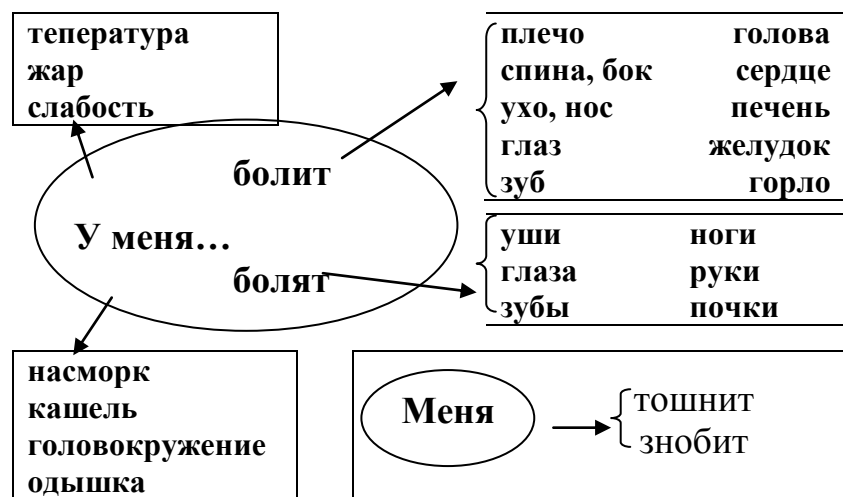 тепература
жар
слабость
У меня…
болит
болят
плечо голова
спина, бок сердце
ухо, нос печень
глаз желудок
зуб горло
уши ноги
глаза руки
зубы почки
насморк
кашель
головокружение
одышка
Меня
тошнит
знобит